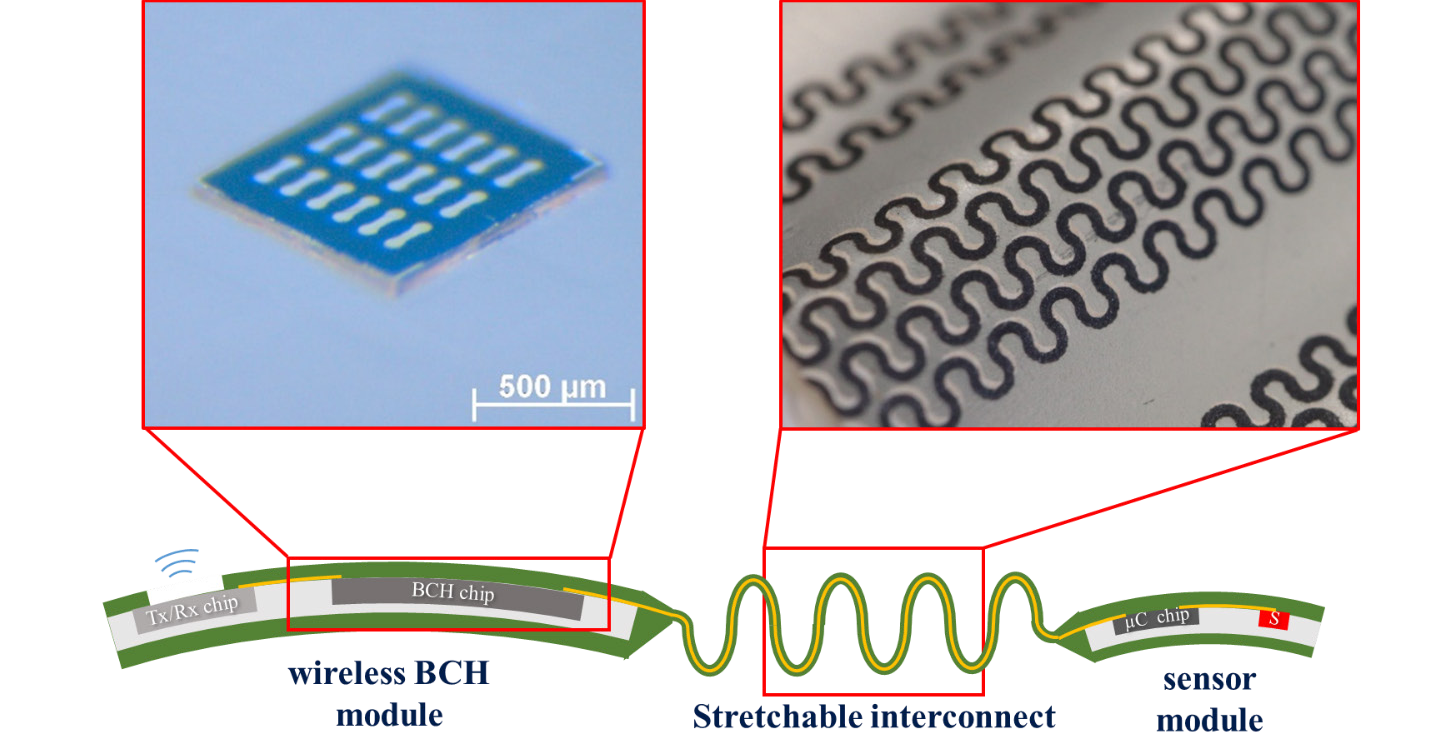 500 µm
Tx/Rx chip
BCH chip
µC chip
S
wireless BCH
module
Stretchable interconnect
sensor
module